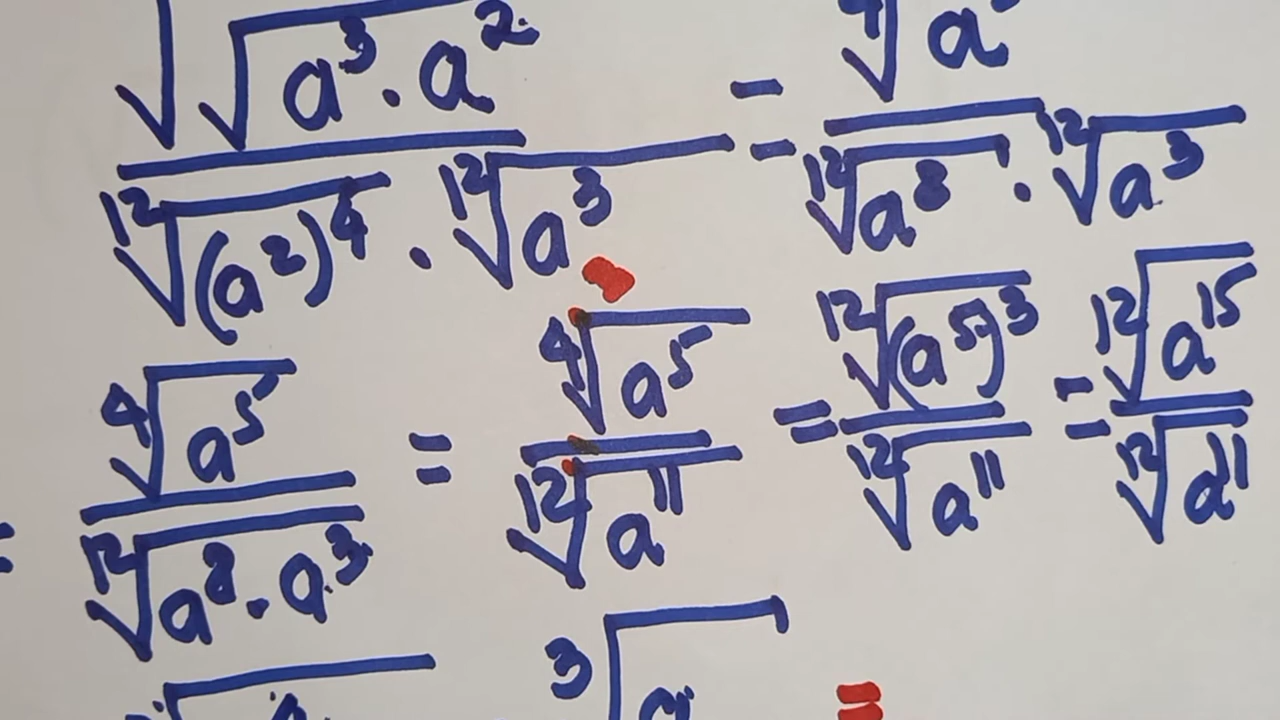 √√(a³·a²) / (¹²√(a²)⁴ · ¹²√a³) = ⁴√a / (¹²√a⁸ · ¹²√a³)
= ⁴√a⁵ / ¹²√(a⁸·a³) = ⁴√a⁵ / ¹²√a¹¹ = ¹²√(a⁵)³ / ¹²√a¹¹ = ¹²√a¹⁵ / ¹²√a¹¹
³√a =